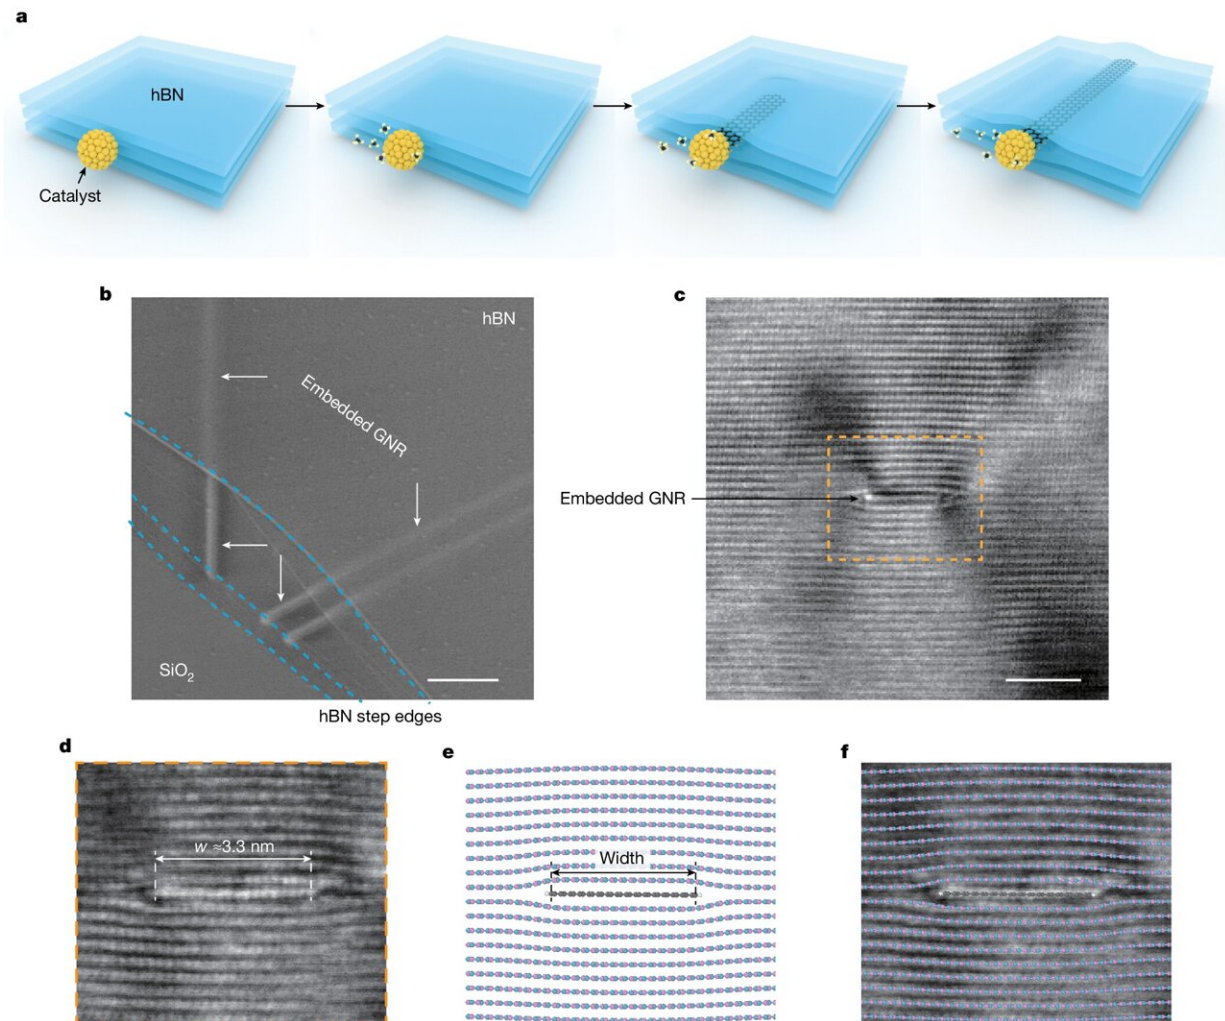 a
hBN
Catalyst
b
hBN
Embedded GNR
SiO₂
hBN step edges
c
Embedded GNR
d
w ≈3.3 nm
e
Width
f